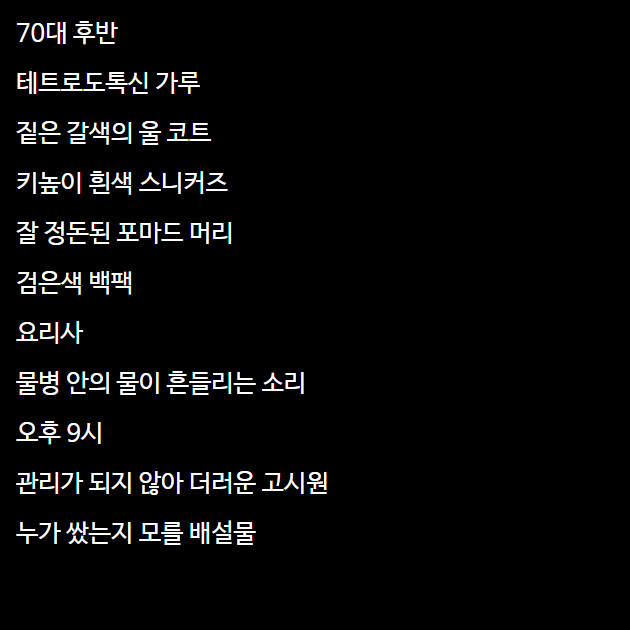 70대 후반
테트로도톡신 가루
짙은 갈색의 울 코트
키높이 흰색 스니커즈
잘 정돈된 포마드 머리
검은색 백팩
요리사
물병 안의 물이 흔들리는 소리
오후 9시
관리가 되지 않아 더러운 고시원
누가 쌌는지 모를 배설물